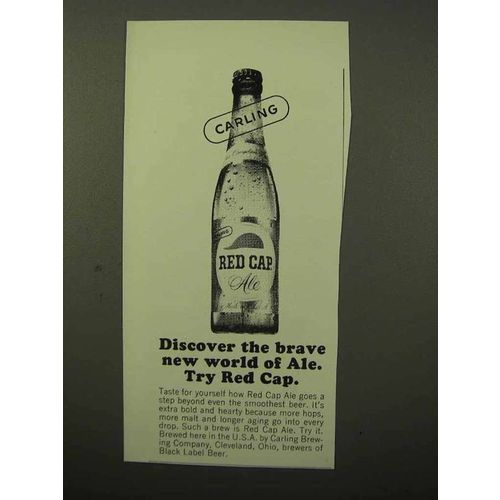 CARLING
RED CAP
Ale
Discover the brave
new world of Ale.
Try Red Cap.
Taste for yourself how Red Cap Ale goes a
step beyond even the smoothest beer. It's
extra bold and hearty because more hops,
more malt and longer aging go into every
drop. Such a brew is Red Cap Ale. Try it.
Brewed here in the U.S.A. by Carling Brew-
ing Company, Cleveland, Ohio, brewers of
Black Label Beer.